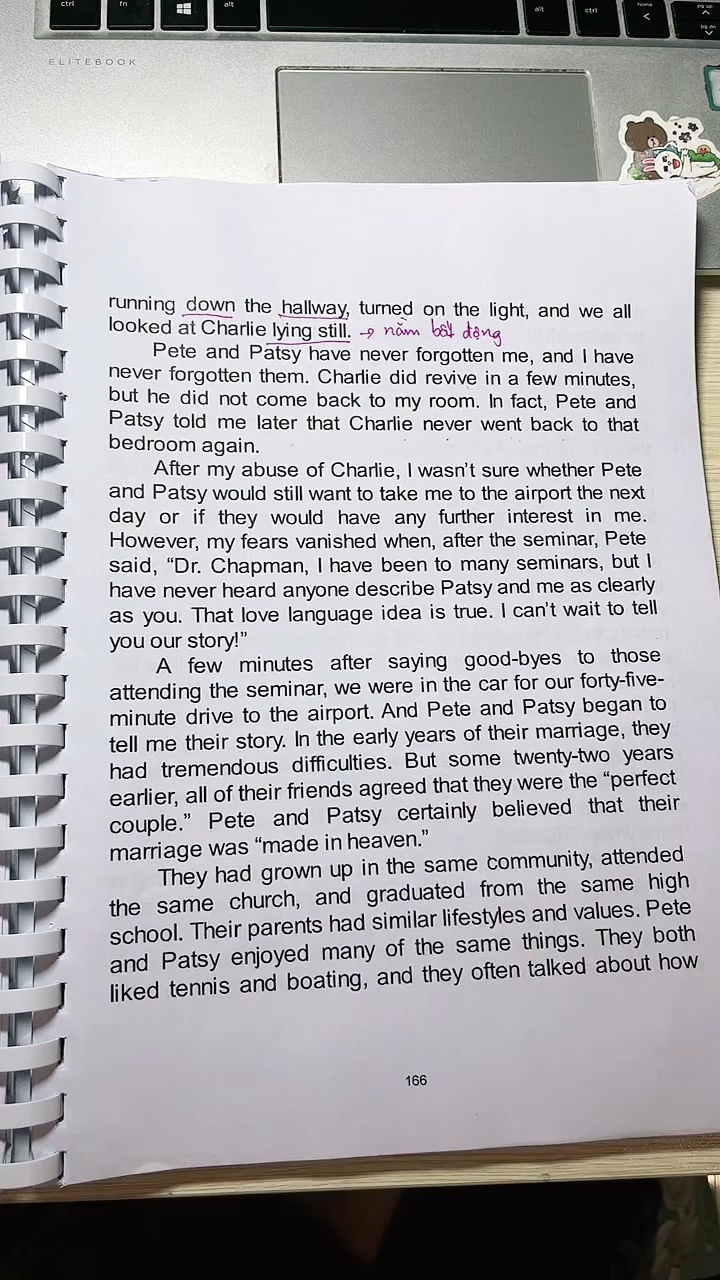 ctrl fn alt alt ctrl home < pg up pg dn
ELITEBOOK
running down the hallway, turned on the light, and we all
looked at Charlie lying still. → nằm bất động
Pete and Patsy have never forgotten me, and I have
never forgotten them. Charlie did revive in a few minutes,
but he did not come back to my room. In fact, Pete and
Patsy told me later that Charlie never went back to that
bedroom again.
After my abuse of Charlie, I wasn’t sure whether Pete
and Patsy would still want to take me to the airport the next
day or if they would have any further interest in me.
However, my fears vanished when, after the seminar, Pete
said, “Dr. Chapman, I have been to many seminars, but I
have never heard anyone describe Patsy and me as clearly
as you. That love language idea is true. I can’t wait to tell
you our story!”
A few minutes after saying good-byes to those
attending the seminar, we were in the car for our forty-five-
minute drive to the airport. And Pete and Patsy began to
tell me their story. In the early years of their marriage, they
had tremendous difficulties. But some twenty-two years
earlier, all of their friends agreed that they were the “perfect
couple.” Pete and Patsy certainly believed that their
marriage was “made in heaven.”
They had grown up in the same community, attended
the same church, and graduated from the same high
school. Their parents had similar lifestyles and values. Pete
and Patsy enjoyed many of the same things. They both
liked tennis and boating, and they often talked about how
166